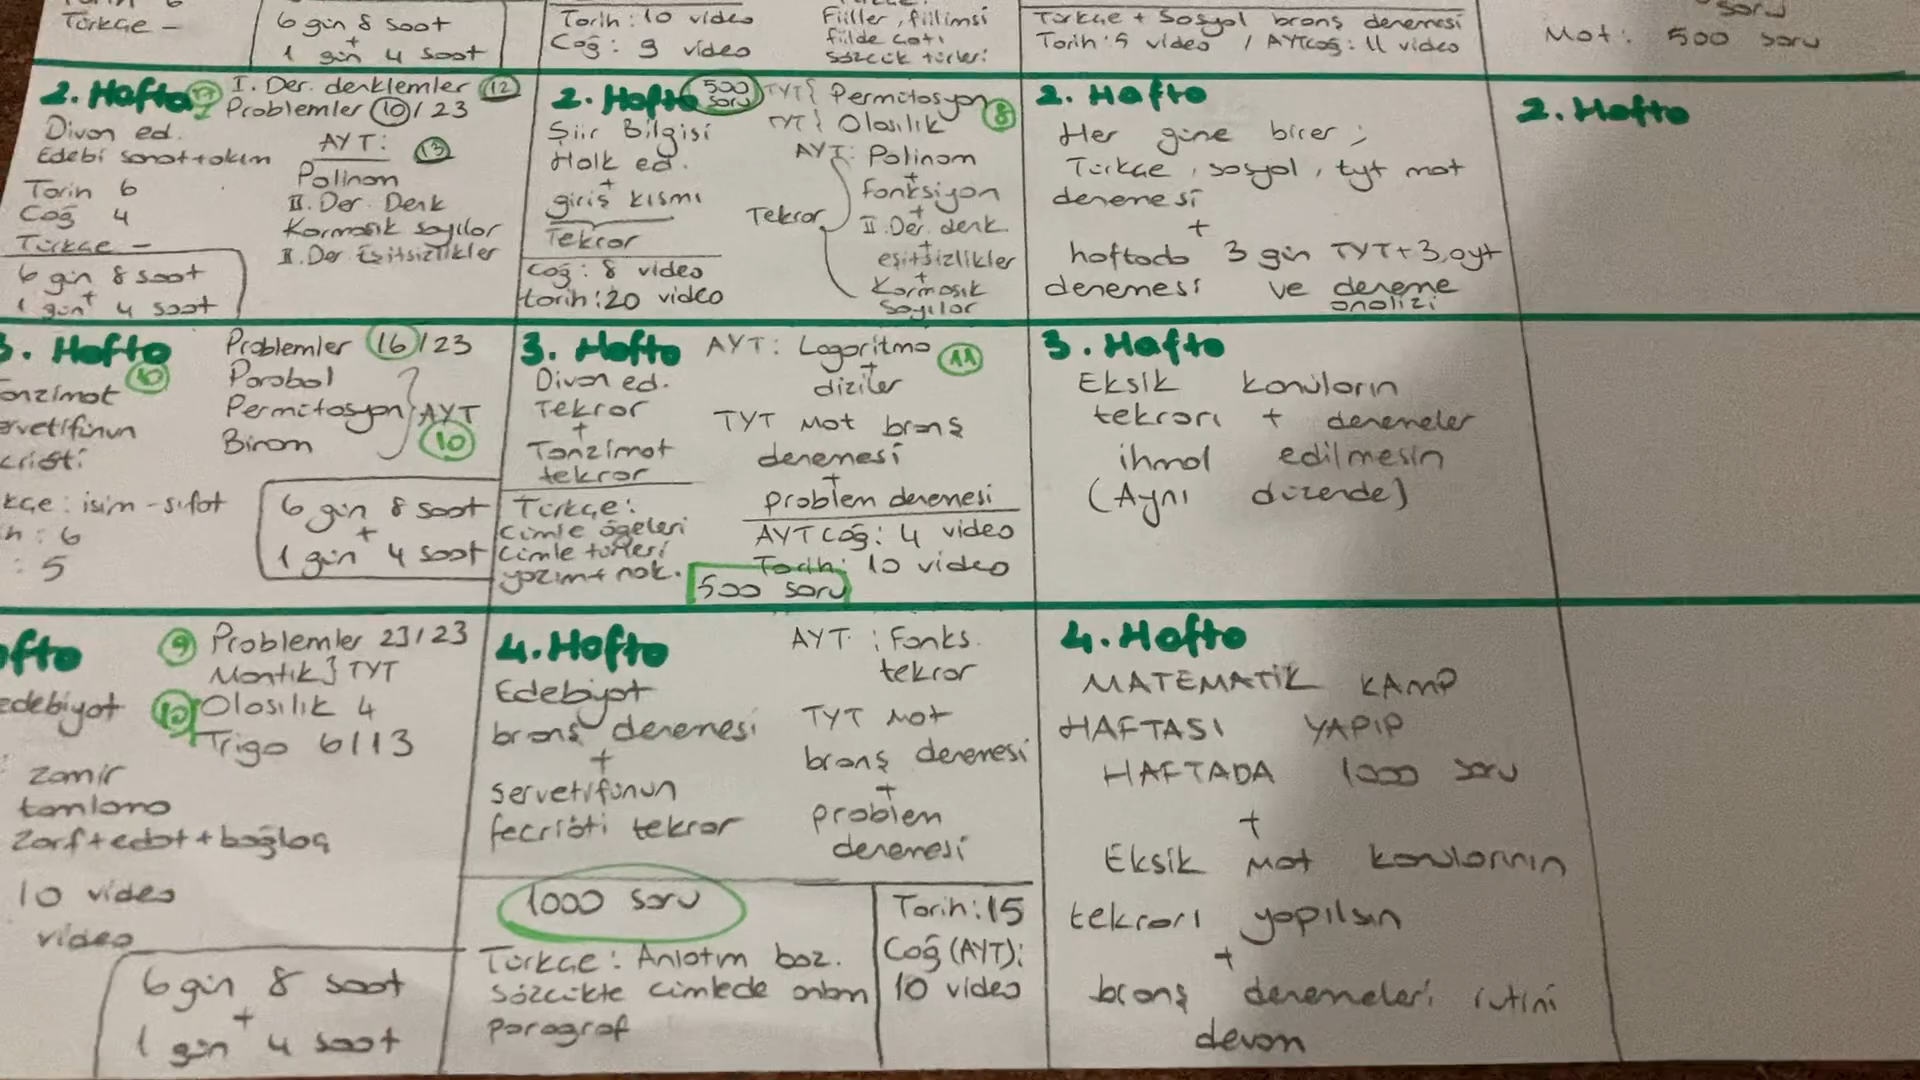 Türkçe -
6 gün 8 saat
+
1 gün 4 saat
Tarih: 10 video
Coğ: 9 video
Fiiller, fiilimsi
fiilde çatı
sözcük türleri
Türkçe + Sosyal branş denemesi
Tarih: 5 video / AYTcoğ: 11 video
soru
Mat: 500 soru
2. Hafta
I. Der. denklemler 12
Problemler 10/23
Divan ed.
Edebi sanat+akım
Tarih 6
Coğ 4
Türkçe -
AYT: 13
Polinom
II. Der. Denk
Karmaşık sayılar
II. Der Eşitsizlikler
6 gün 8 saat
+
1 gün 4 saat
2. Hafta 500 soru
Şiir Bilgisi
Halk ed.
+
giriş kısmı
Tekrar
Coğ: 8 video
tarih: 20 video
TYT{ Permütasyon
TYT{ Olasılık 8
AYT: Polinom
+
fonksiyon
+
II. Der. denk.
+
eşitsizlikler
+
Karmaşık
Sayılar
Tekrar
2. Hafta
Her güne birer;
Türkçe, sosyal, tyt mat
denemesi
+
haftada 3 gün TYT+3,ayt
denemesi ve deneme
analizi
2. Hafta
3. Hafta
10
Tanzimat
servetifünun
Problemler 16/23
Parabol
Permütasyon } AYT
Binom 10
isim-sıfat
: 6
: 5
6 gün 8 saat
+
1 gün 4 saat
3. Hafta
Divan ed.
Tekrar
+
Tanzimat
tekrar
Türkçe:
Cümle ögeleri
Cümle türleri
yazım+nok.
AYT: Logaritma 11
+
diziler
TYT Mat branş
denemesi
+
problem denemesi
AYT coğ: 4 video
Tarih: 10 video
500 soru
3. Hafta
Eksik konuların
tekrarı + denemeler
ihmal edilmesin
(Aynı düzende)
Hafta
9 Problemler 23/23
Mantık } TYT
edebiyat
Olasılık 4
Trigo 6/13
zamir
tamlama
Zarf+edat+bağlaç
10 video
video
6 gün 8 saat
+
1 gün 4 saat
4. Hafta
Edebiyat
branş denemesi
+
servetifünun
fecriati tekrar
AYT: Fonks.
tekrar
TYT Mat
branş denemesi
+
problem
denemesi
1000 soru
Türkçe: Anlatım boz.
Sözcükte cümlede anlam
paragraf
Tarih: 15
Coğ (AYT):
10 video
4. Hafta
MATEMATİK KAMP
HAFTASI YAPIP
HAFTADA 1000 soru
+
Eksik Mat konularının
tekrarı yapılsın
+
branş denemeleri rutini
devam